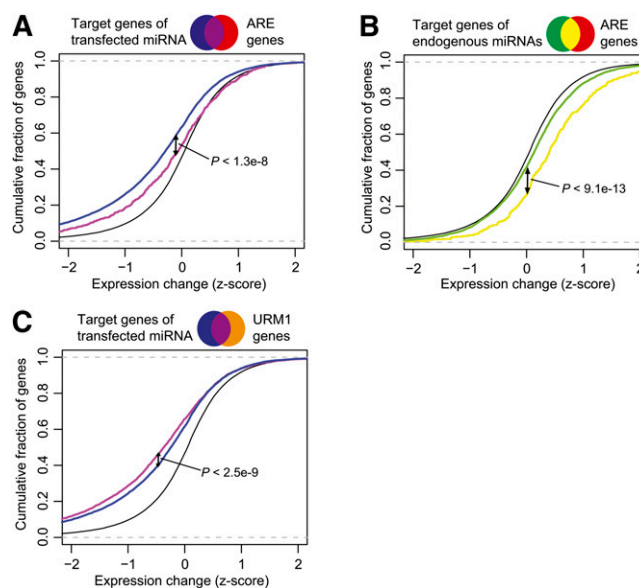 A
Target genes of transfected miRNA
ARE genes
Cumulative fraction of genes
1.0
0.8
0.6
0.4
0.2
0.0
P < 1.3e-8
-2 -1 0 1 2
Expression change (z-score)
B
Target genes of endogenous miRNAs
ARE genes
Cumulative fraction of genes
1.0
0.8
0.6
0.4
0.2
0.0
P < 9.1e-13
-2 -1 0 1 2
Expression change (z-score)
C
Target genes of transfected miRNA
URM1 genes
Cumulative fraction of genes
1.0
0.8
0.6
0.4
0.2
0.0
P < 2.5e-9
-2 -1 0 1 2
Expression change (z-score)